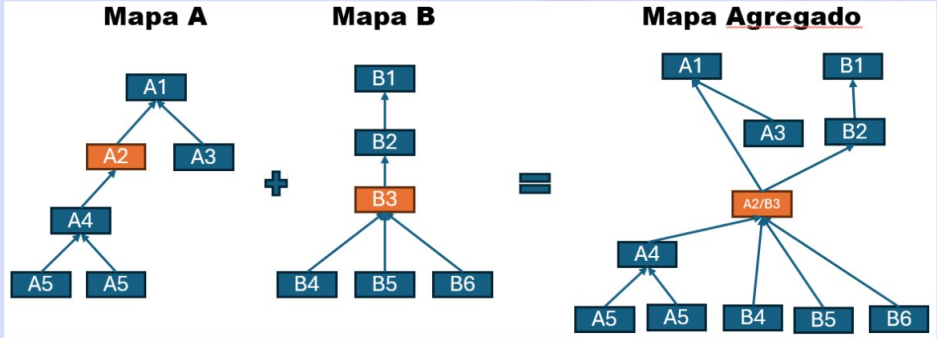 Mapa A
Mapa B
Mapa Agregado
A1
A2
A3
A4
A5
A5
+
B1
B2
B3
B4
B5
B6
=
A1
B1
A3
B2
A2/B3
A4
A5
A5
B4
B5
B6